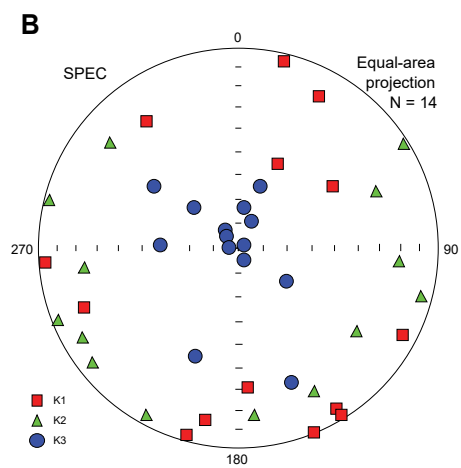 B
0
SPEC
Equal-area
projection
N = 14
270
90
K1
K2
K3
180